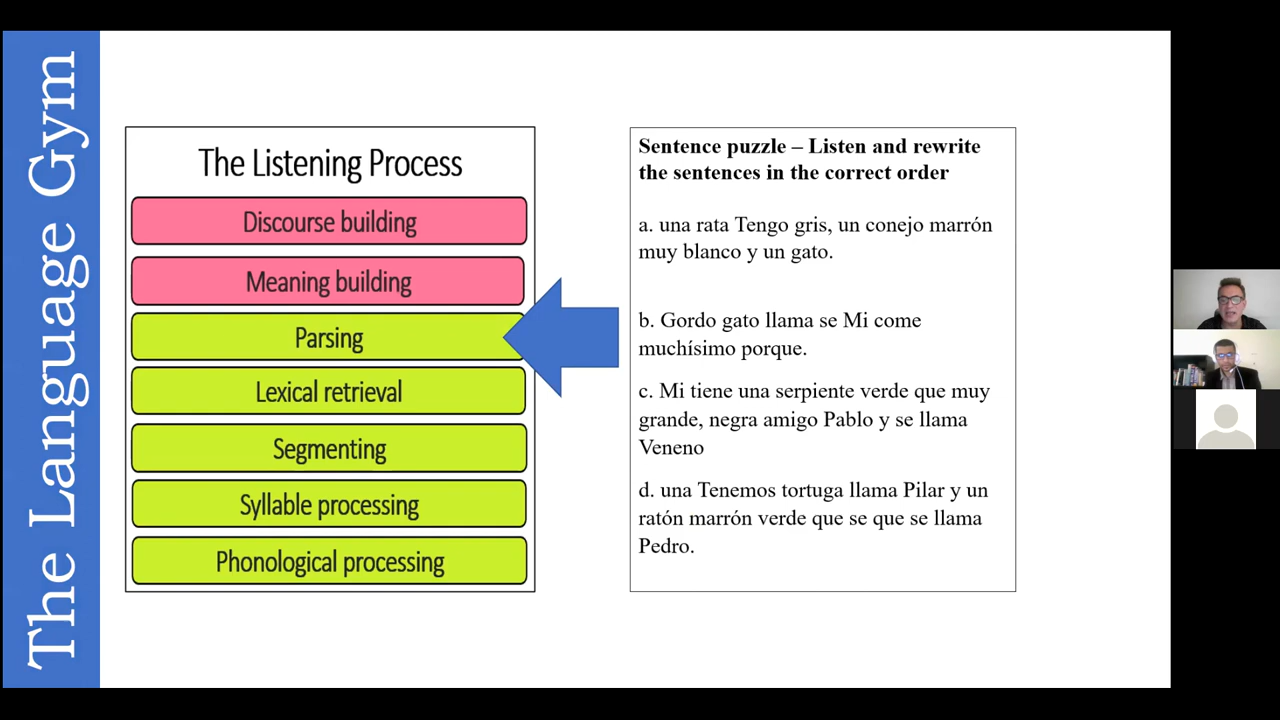 The Language Gym
The Listening Process
Discourse building
Meaning building
Parsing
Lexical retrieval
Segmenting
Syllable processing
Phonological processing
Sentence puzzle – Listen and rewrite
the sentences in the correct order
a. una rata Tengo gris, un conejo marrón
muy blanco y un gato.
b. Gordo gato llama se Mi come
muchísimo porque.
c. Mi tiene una serpiente verde que muy
grande, negra amigo Pablo y se llama
Veneno
d. una Tenemos tortuga llama Pilar y un
ratón marrón verde que se que se llama
Pedro.